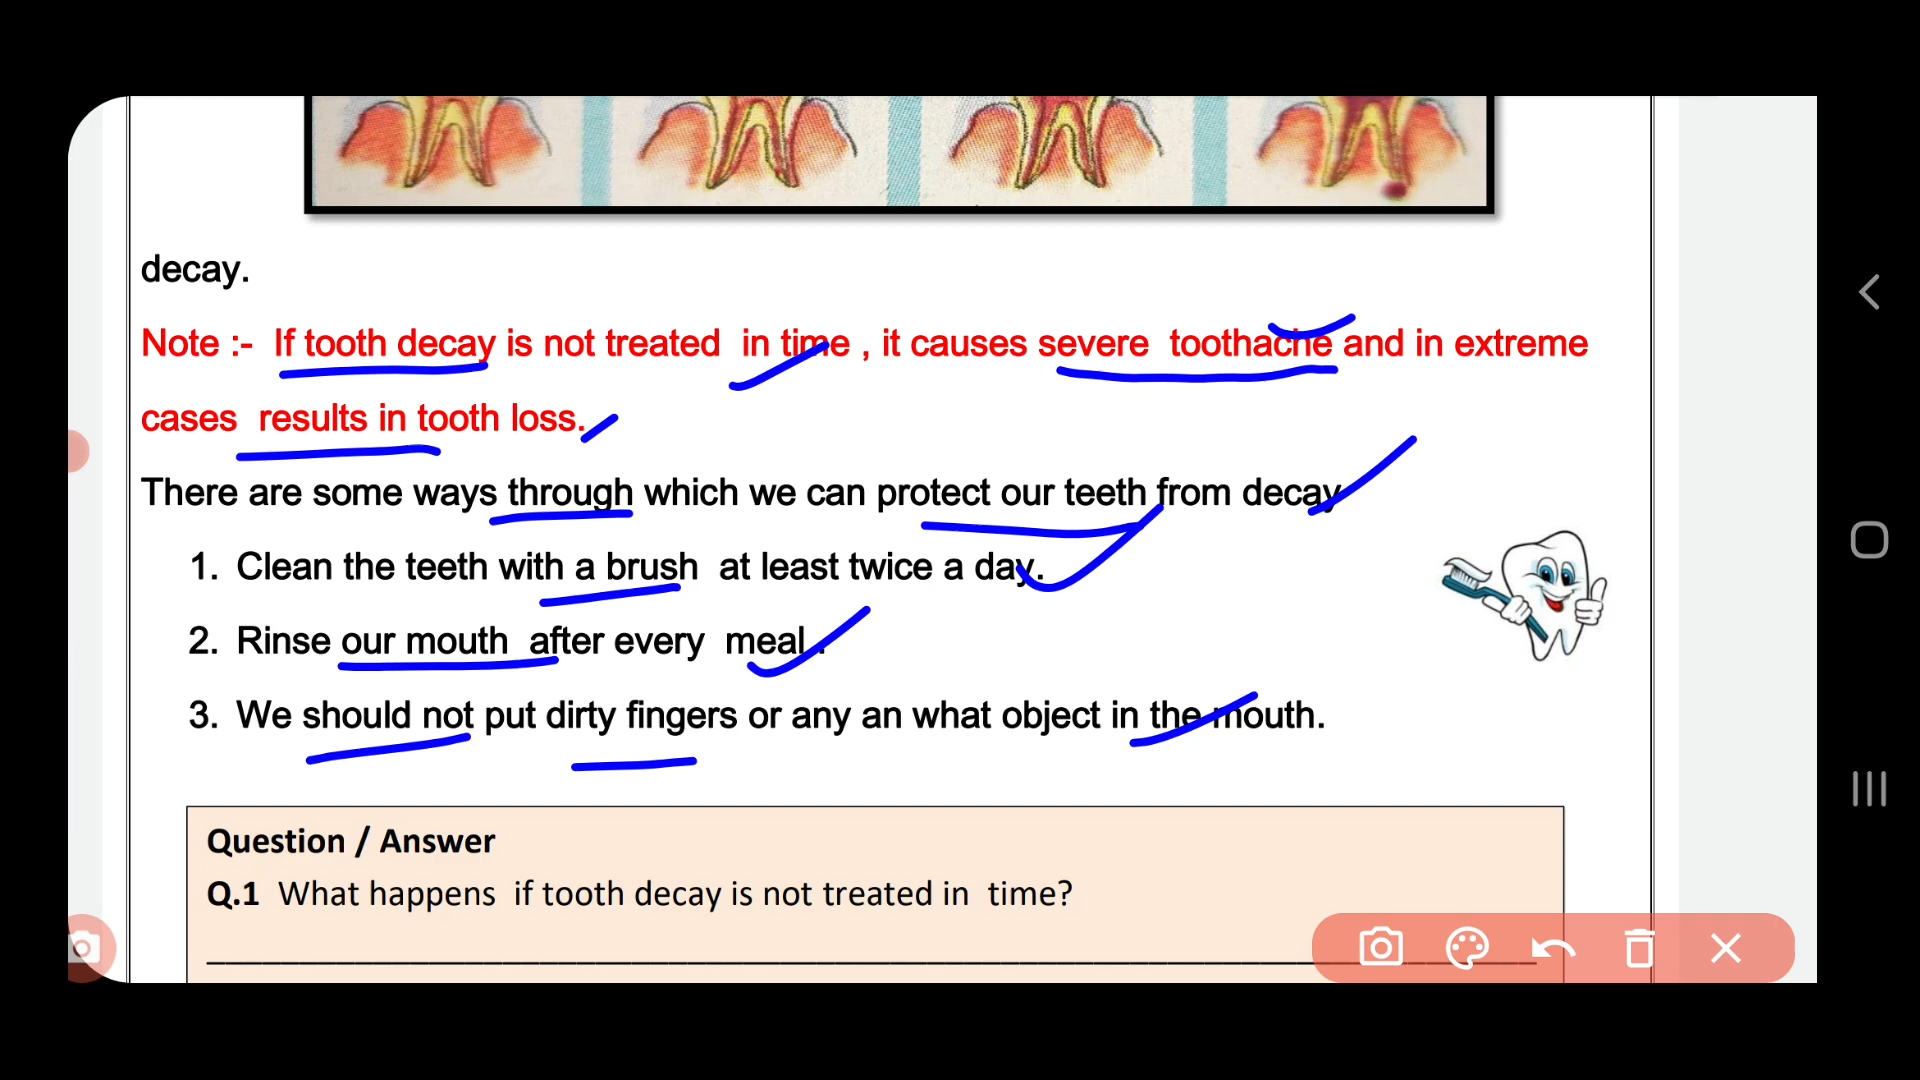 decay.
Note :-  If tooth decay is not treated  in time , it causes severe  toothache and in extreme
cases  results in tooth loss.
There are some ways through which we can protect our teeth from decay
1. Clean the teeth with a brush  at least twice a day.
2. Rinse our mouth  after every  meal .
3. We should not put dirty fingers or any an what object in the mouth.
Question / Answer
Q.1  What happens  if tooth decay is not treated in  time?